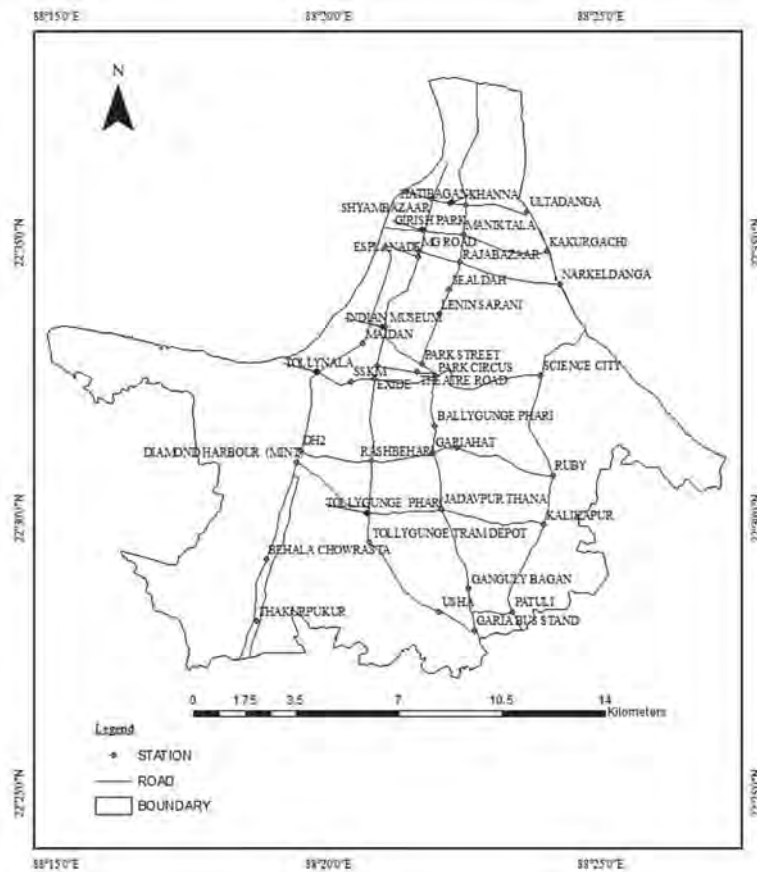 88°15'0"E 88°20'0"E 88°25'0"E
N
HATIBAGAN KHANNA
ULTADANGA
SHYAMBAZAAR
GIRISH PARK
MANIKTALA
22°35'0"N
MG ROAD
KAKURGACHI
ESPLANADE
RAJABAZAAR
NARKELDANGA
SEALDAH
LENIN SARANI
INDIAN MUSEUM
MAIDAN
PARK STREET
TOLLYNALA
SSKM
PARK CIRCUS
SCIENCE CITY
EXIDE
THEATRE ROAD
BALLYGUNGE PHARI
DH2
GARIAHAT
DIAMOND HARBOUR (MINT)
RASHBEHARI
RUBY
TOLLYGUNGE PHARI
JADAVPUR THANA
22°30'0"N
KALIKAPUR
TOLLYGUNGE TRAM DEPOT
BEHALA CHOWRASTA
GANGULY BAGAN
USHA
PATULI
THAKURPUKUR
GARIA BUS STAND
0 1.75 3.5 7 10.5 14
Kilometers
Legend
STATION
ROAD
BOUNDARY
22°25'0"N
88°15'0"E 88°20'0"E 88°25'0"E